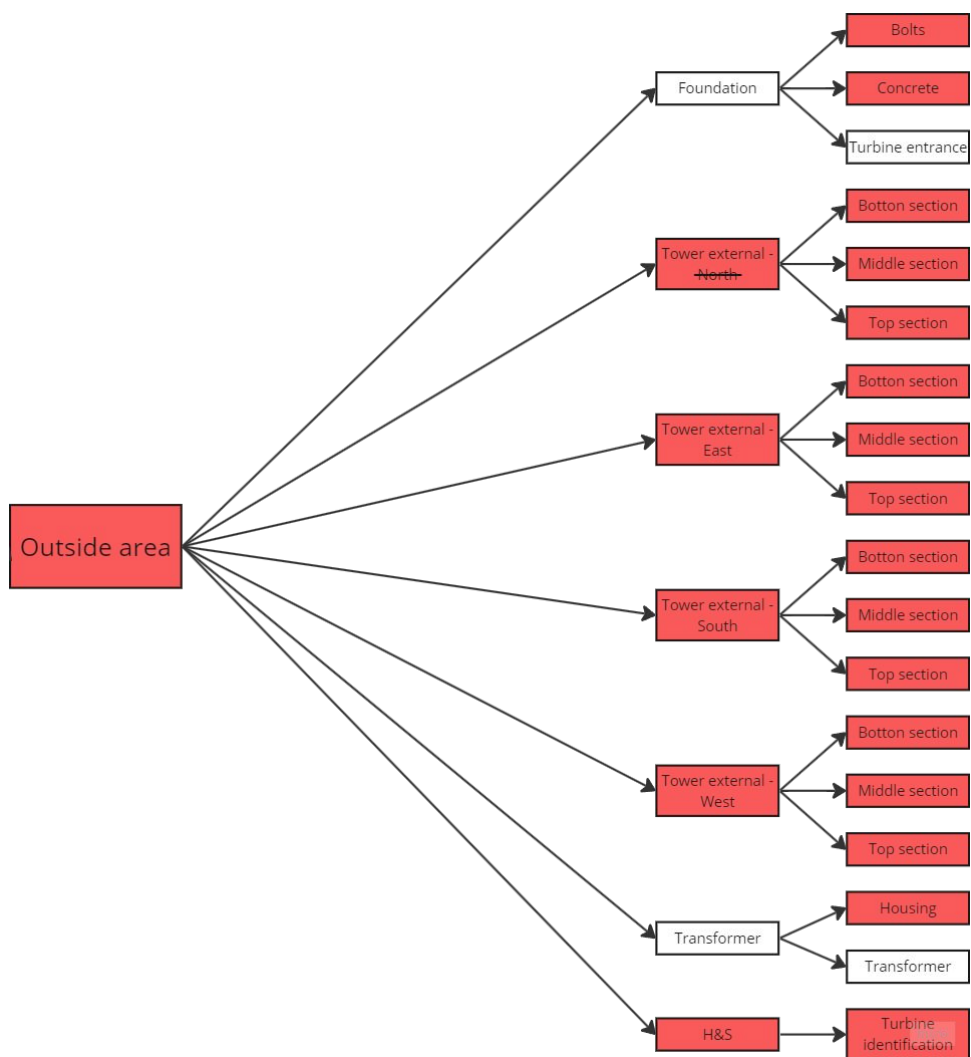 Bolts
Foundation
Concrete
Turbine entrance
Botton section
Tower external -
North
Middle section
Top section
Botton section
Tower external -
East
Middle section
Top section
Outside area
Botton section
Tower external -
South
Middle section
Top section
Botton section
Tower external -
West
Middle section
Top section
Housing
Transformer
Transformer
H&S
Turbine
identification